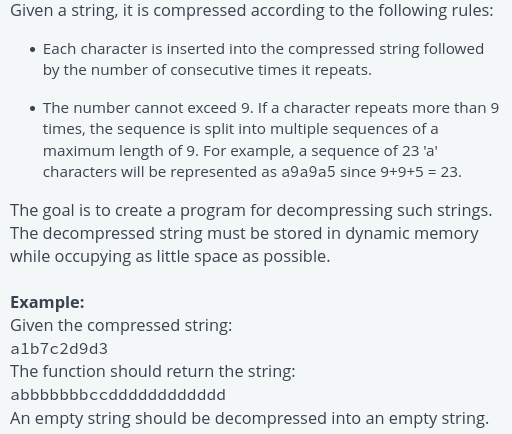 Given a string, it is compressed according to the following rules:
• Each character is inserted into the compressed string followed
by the number of consecutive times it repeats.
• The number cannot exceed 9. If a character repeats more than 9
times, the sequence is split into multiple sequences of a
maximum length of 9. For example, a sequence of 23 'a'
characters will be represented as a9a9a5 since 9+9+5 = 23.
The goal is to create a program for decompressing such strings.
The decompressed string must be stored in dynamic memory
while occupying as little space as possible.
Example:
Given the compressed string:
a1b7c2d9d3
The function should return the string:
abbbbbbbccdddddddddddd
An empty string should be decompressed into an empty string.